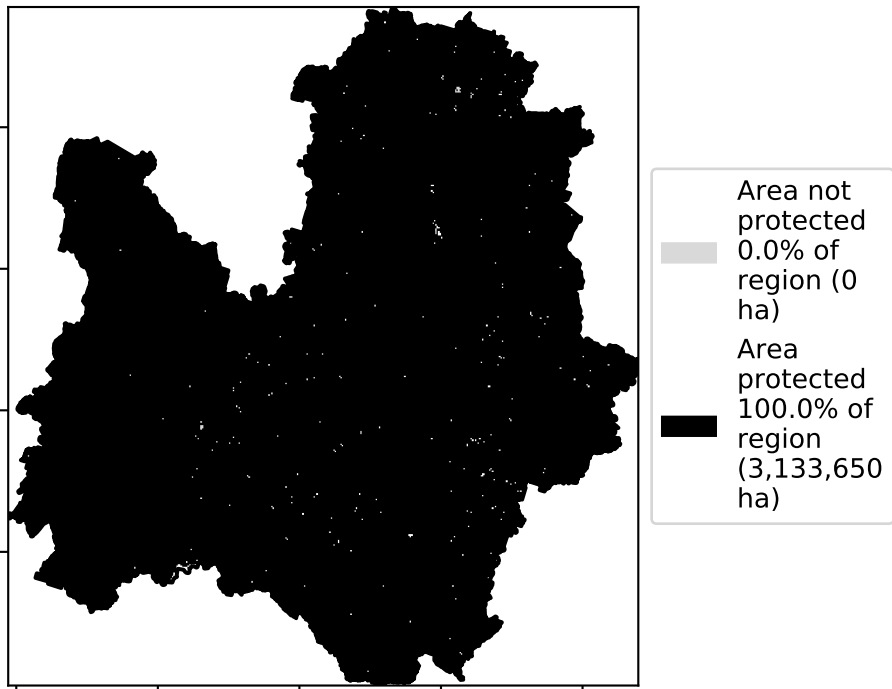 Area not
protected
0.0% of
region (0
ha)
Area
protected
100.0% of
region
(3,133,650
ha)